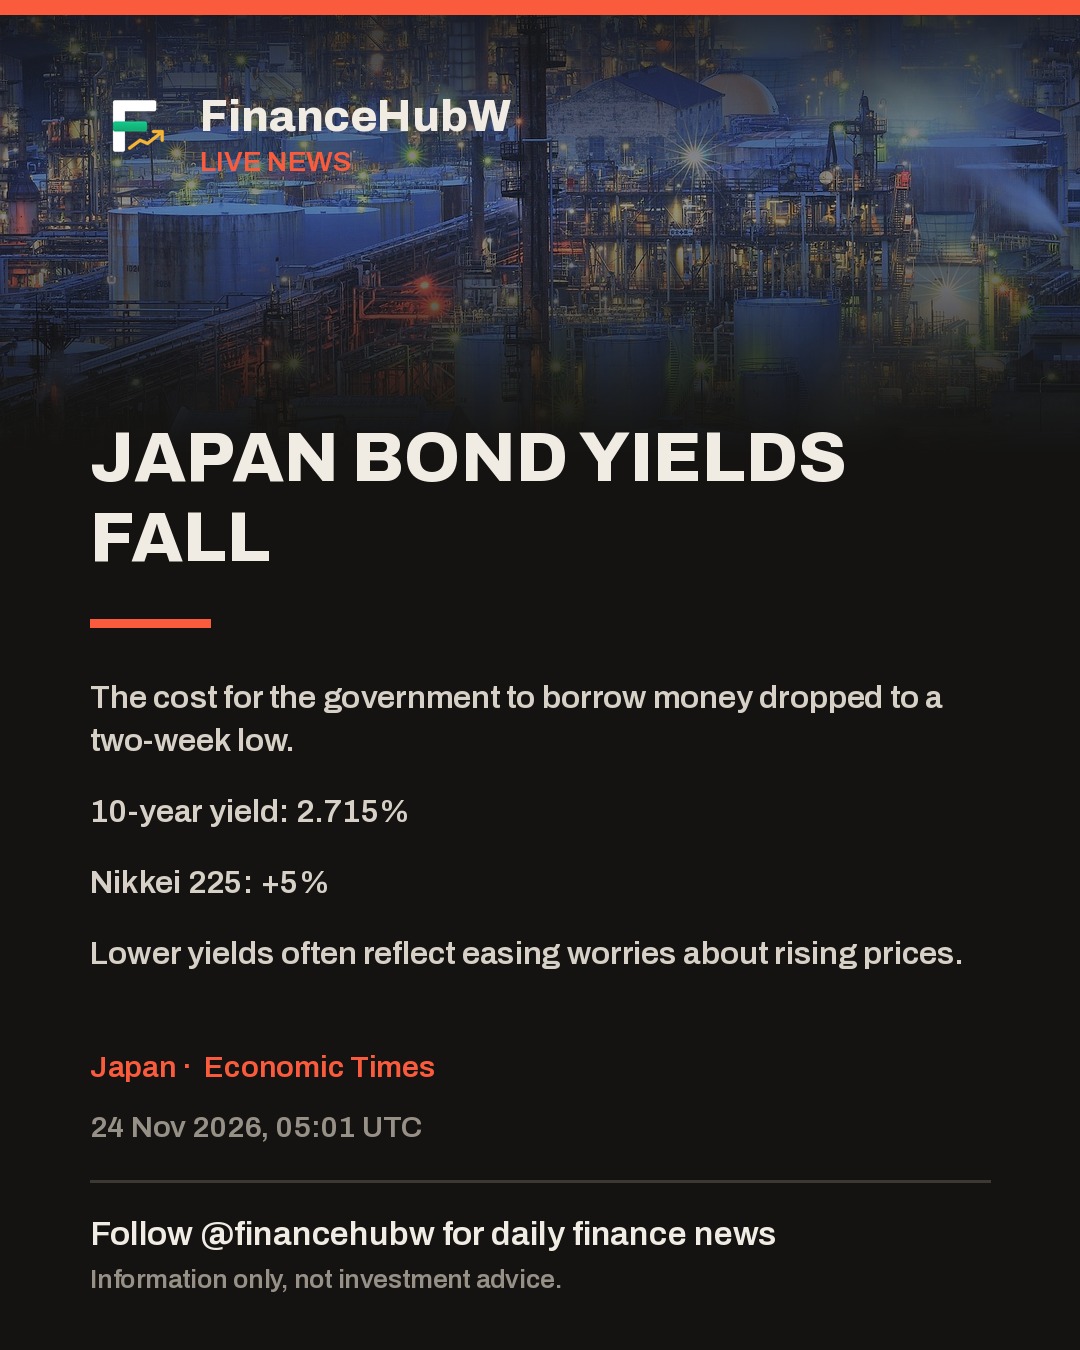 FinanceHubW
LIVE NEWS
JAPAN BOND YIELDS
FALL
The cost for the government to borrow money dropped to a
two-week low.
10-year yield: 2.715%
Nikkei 225: +5%
Lower yields often reflect easing worries about rising prices.
Japan · Economic Times
24 Nov 2026, 05:01 UTC
Follow @financehubw for daily finance news
Information only, not investment advice.